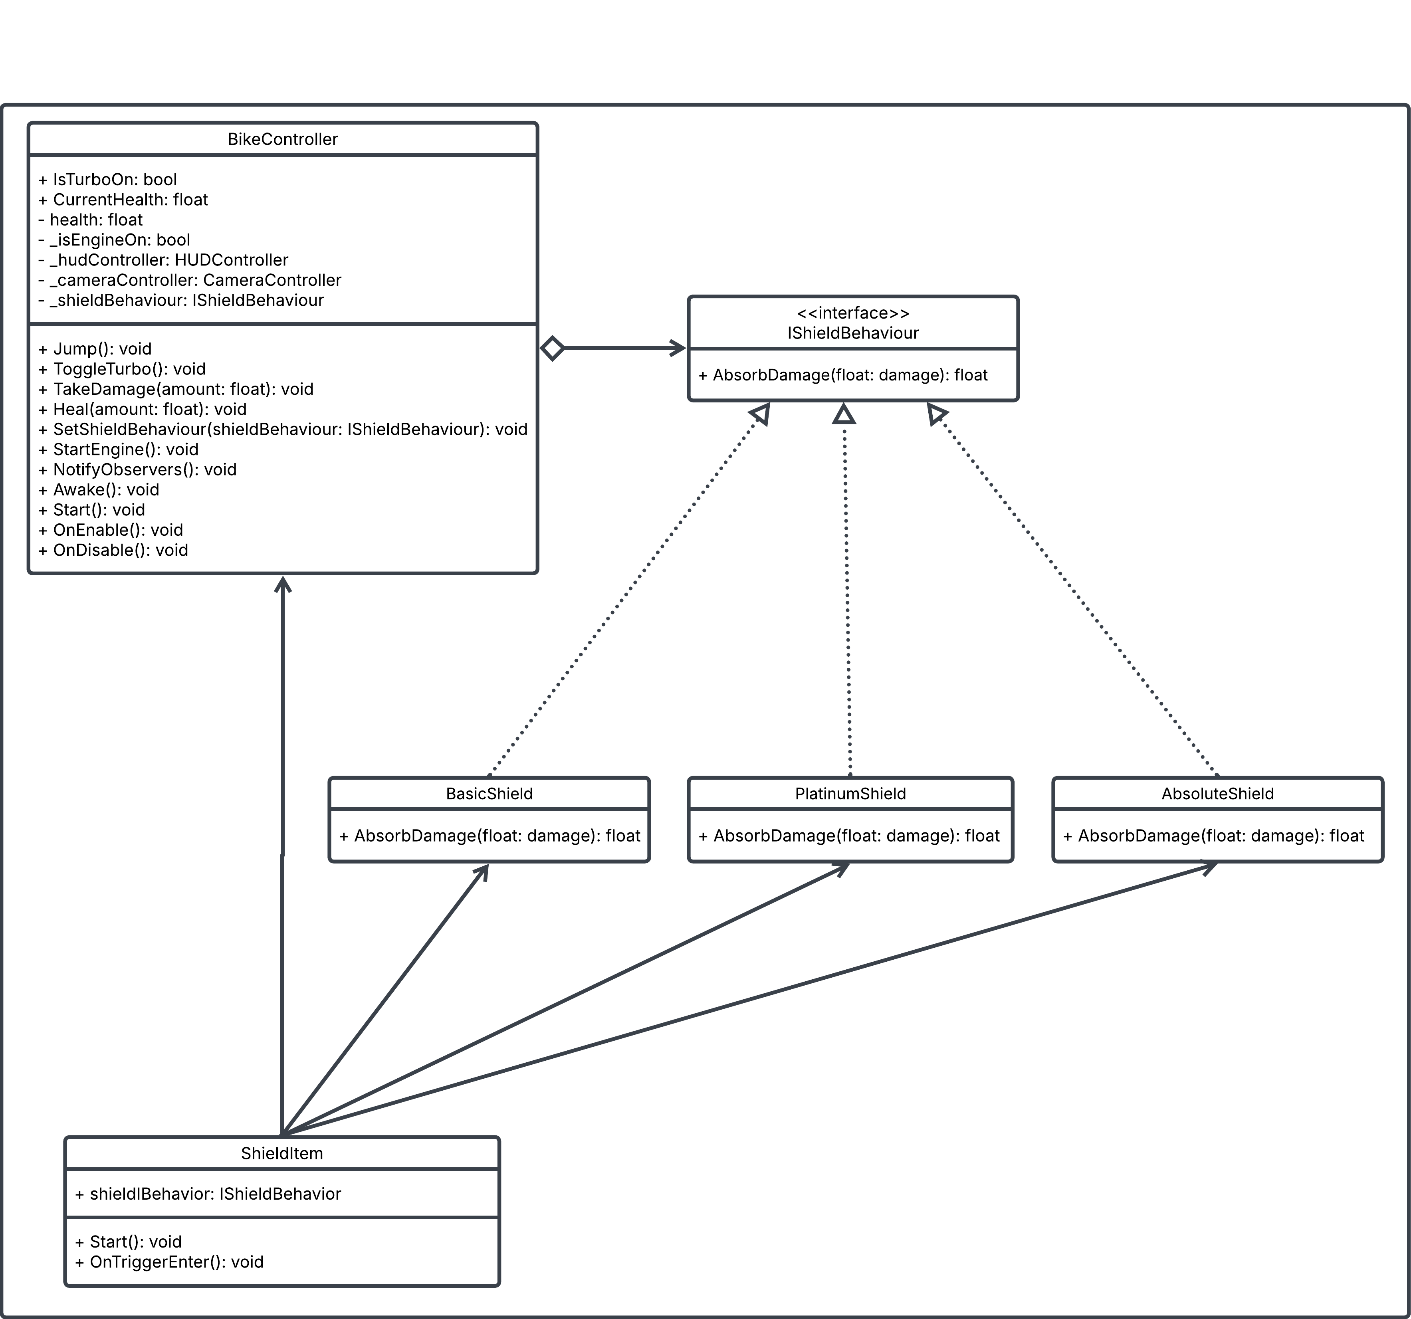 BikeController
+ IsTurboOn: bool
+ CurrentHealth: float
- health: float
- _isEngineOn: bool
- _hudController: HUDController
- _cameraController: CameraController
- _shieldBehaviour: IShieldBehaviour
+ Jump(): void
+ ToggleTurbo(): void
+ TakeDamage(amount: float): void
+ Heal(amount: float): void
+ SetShieldBehaviour(shieldBehaviour: IShieldBehaviour): void
+ StartEngine(): void
+ NotifyObservers(): void
+ Awake(): void
+ Start(): void
+ OnEnable(): void
+ OnDisable(): void
<<interface>>
IShieldBehaviour
+ AbsorbDamage(float: damage): float
BasicShield
+ AbsorbDamage(float: damage): float
PlatinumShield
+ AbsorbDamage(float: damage): float
AbsoluteShield
+ AbsorbDamage(float: damage): float
ShieldItem
+ shieldIBehavior: IShieldBehavior
+ Start(): void
+ OnTriggerEnter(): void